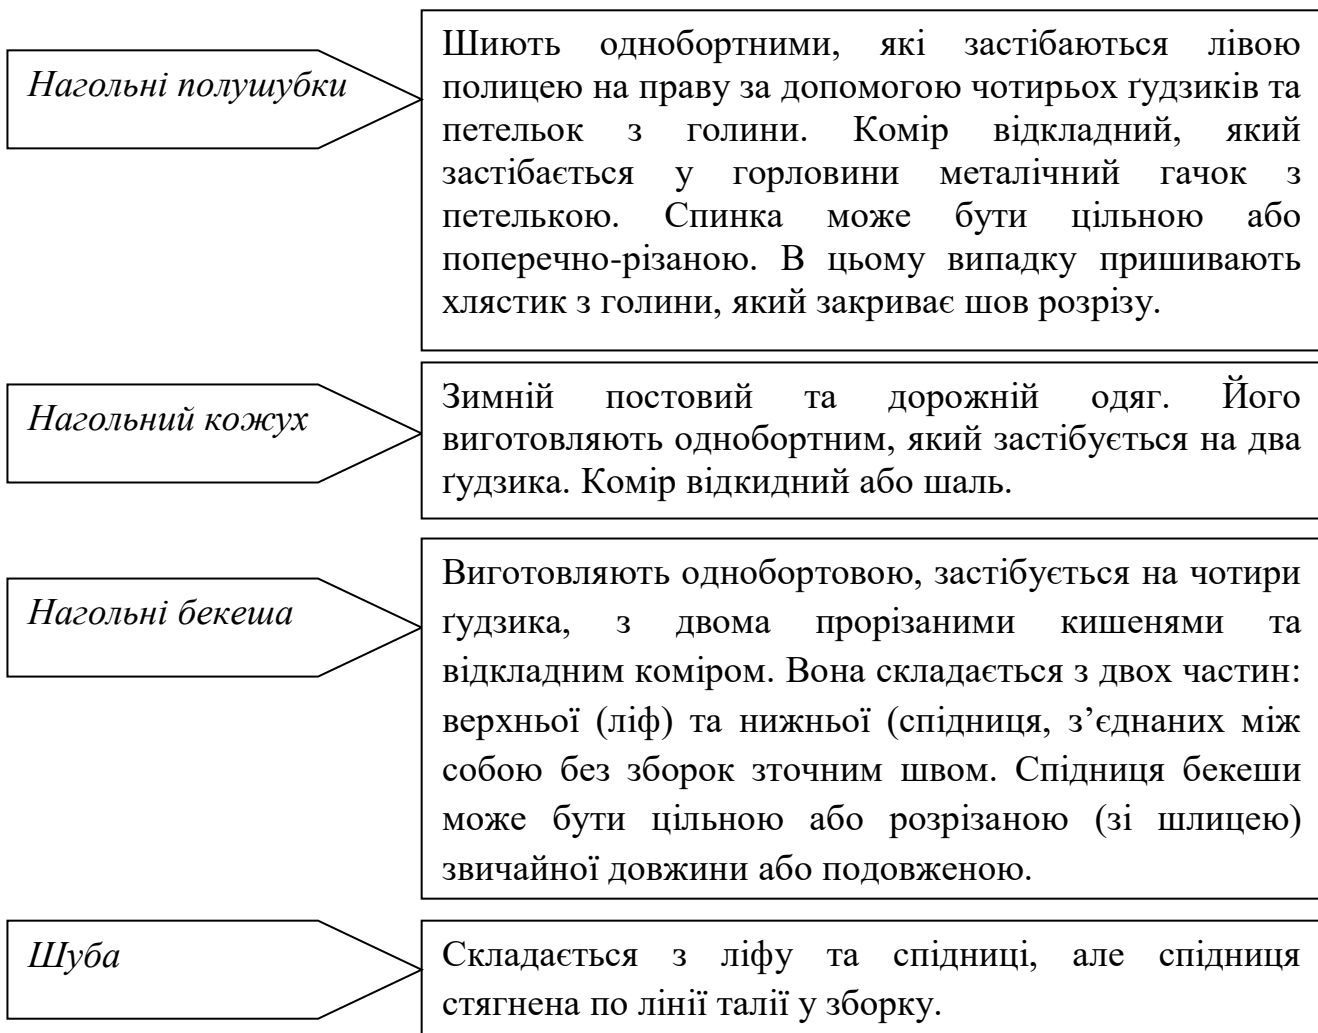 Нагольні полушубки
Шиють однобортними, які застібаються лівою
полицею на праву за допомогою чотирьох ґудзиків та
петельок з голини. Комір відкладний, який
застібається у горловини металічний гачок з
петелькою. Спинка може бути цільною або
поперечно-різаною. В цьому випадку пришивають
хлястик з голини, який закриває шов розрізу.
Нагольний кожух
Зимній постовий та дорожній одяг. Його
виготовляють однобортним, який застібується на два
ґудзика. Комір відкидний або шаль.
Нагольні бекеша
Виготовляють однобортовою, застібується на чотири
ґудзика, з двома прорізаними кишенями та
відкладним коміром. Вона складається з двох частин:
верхньої (ліф) та нижньої (спідниця, з’єднаних між
собою без зборок зточним швом. Спідниця бекеши
може бути цільною або розрізаною (зі шлицею)
звичайної довжини або подовженою.
Шуба
Складається з ліфу та спідниці, але спідниця
стягнена по лінії талії у зборку.